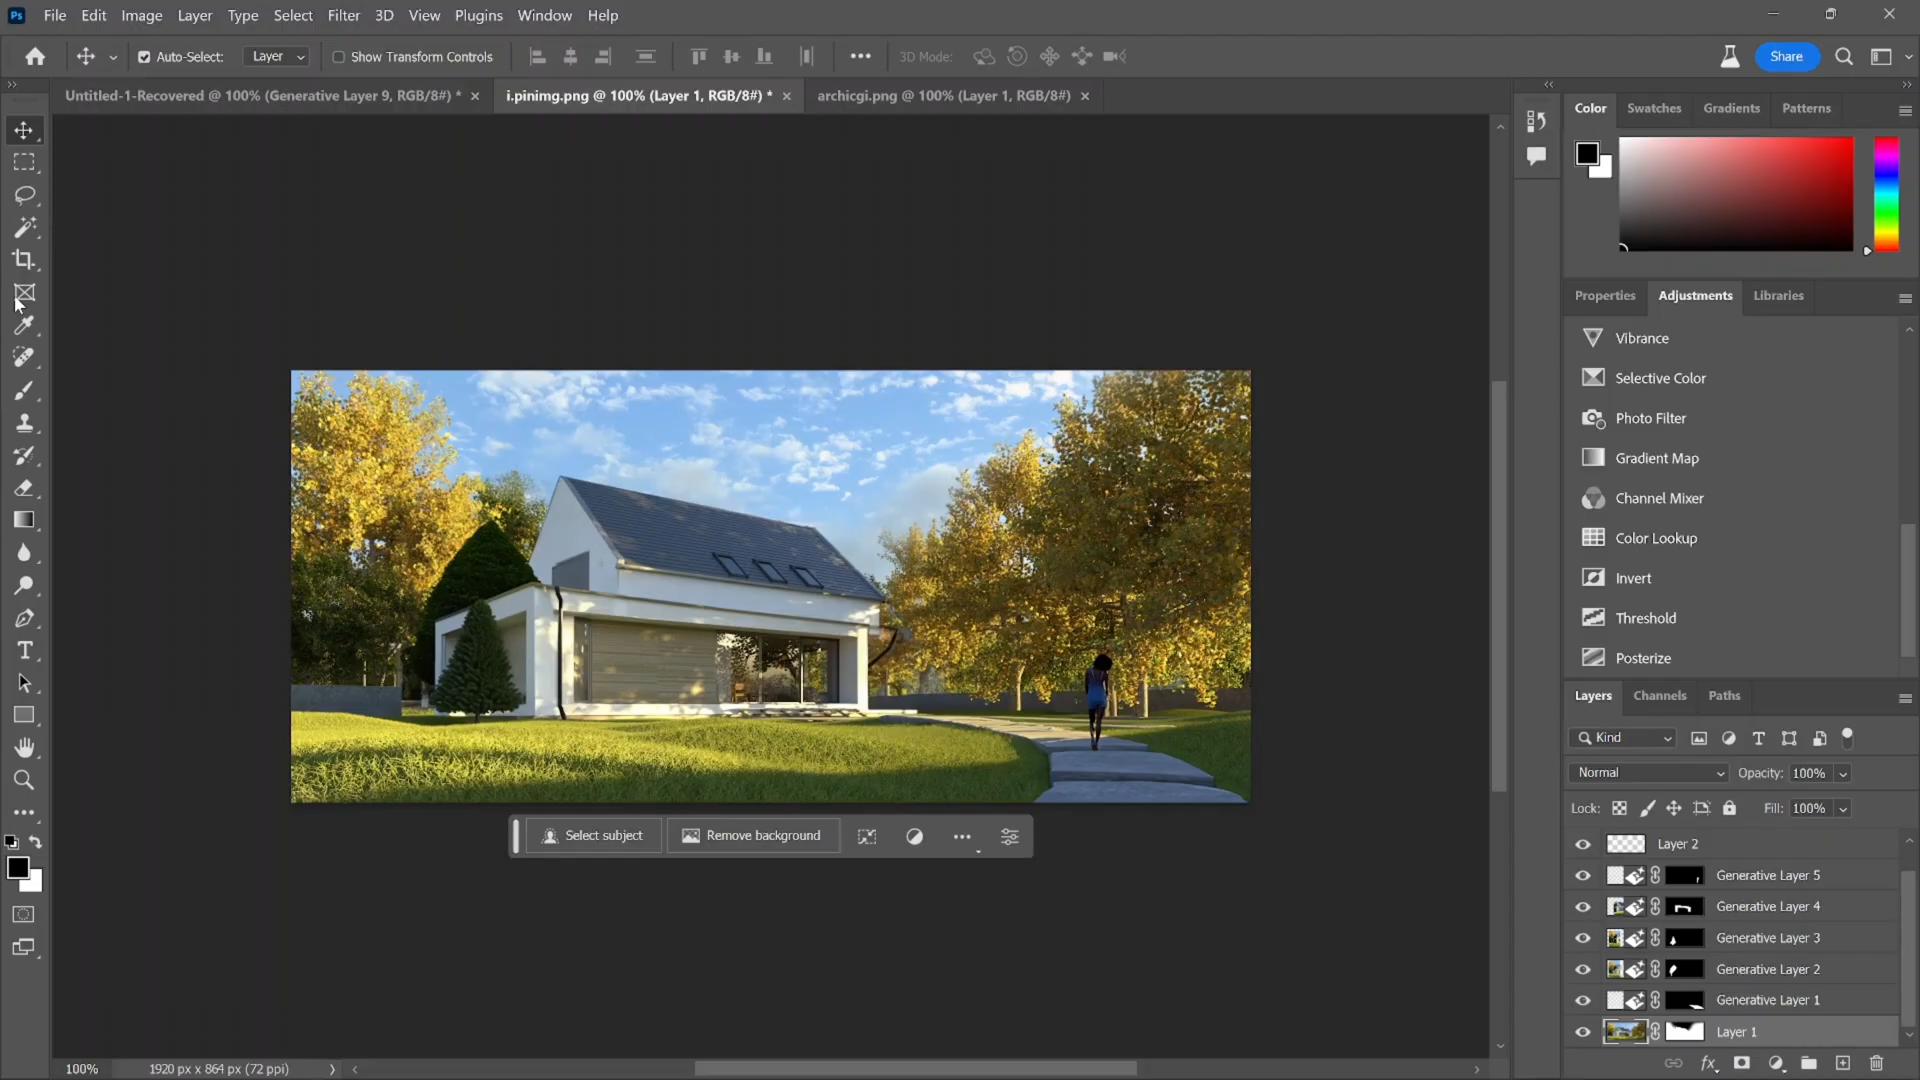 Ps File Edit Image Layer Type Select Filter 3D View Plugins Window Help
Auto-Select: Layer Show Transform Controls 3D Mode: Share
Untitled-1-Recovered @ 100% (Generative Layer 9, RGB/8#) * i.pinimg.png @ 100% (Layer 1, RGB/8#) * archicgi.png @ 100% (Layer 1, RGB/8#)
Color Swatches Gradients Patterns
Properties Adjustments Libraries
Vibrance
Selective Color
Photo Filter
Gradient Map
Channel Mixer
Color Lookup
Invert
Threshold
Posterize
Layers Channels Paths
Kind
Normal Opacity: 100%
Lock: Fill: 100%
Select subject Remove background
Layer 2
Generative Layer 5
Generative Layer 4
Generative Layer 3
Generative Layer 2
Generative Layer 1
Layer 1
100% 1920 px x 864 px (72 ppi)
fx